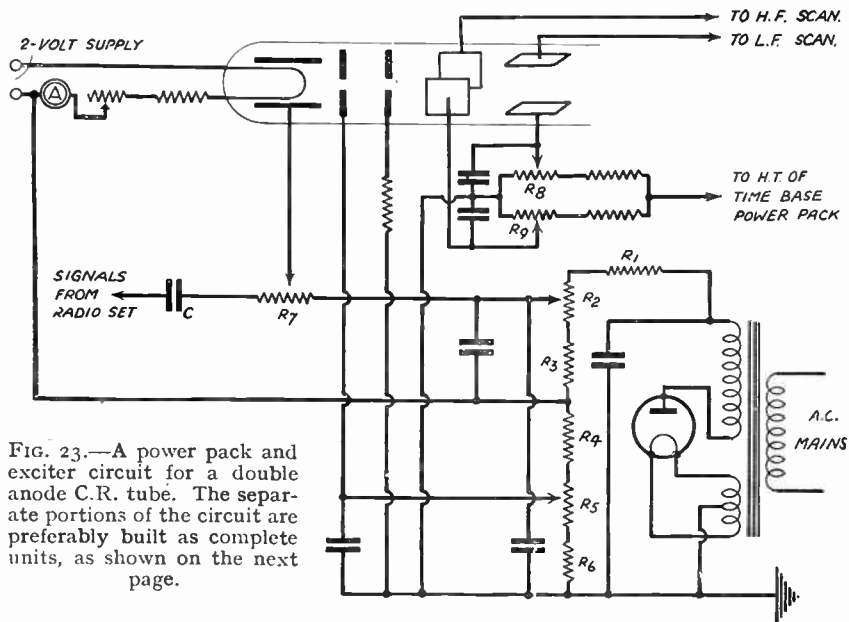 TO H.F. SCAN.
TO L.F. SCAN.
2-VOLT SUPPLY
A
R8
R9
TO H.T. OF
TIME BASE
POWER PACK
SIGNALS
FROM
RADIO SET
C
R7
R1
R2
R3
R4
R5
R6
A.C.
MAINS
FIG. 23.—A power pack and
exciter circuit for a double
anode C.R. tube. The separ-
ate portions of the circuit are
preferably built as complete
units, as shown on the next
page.